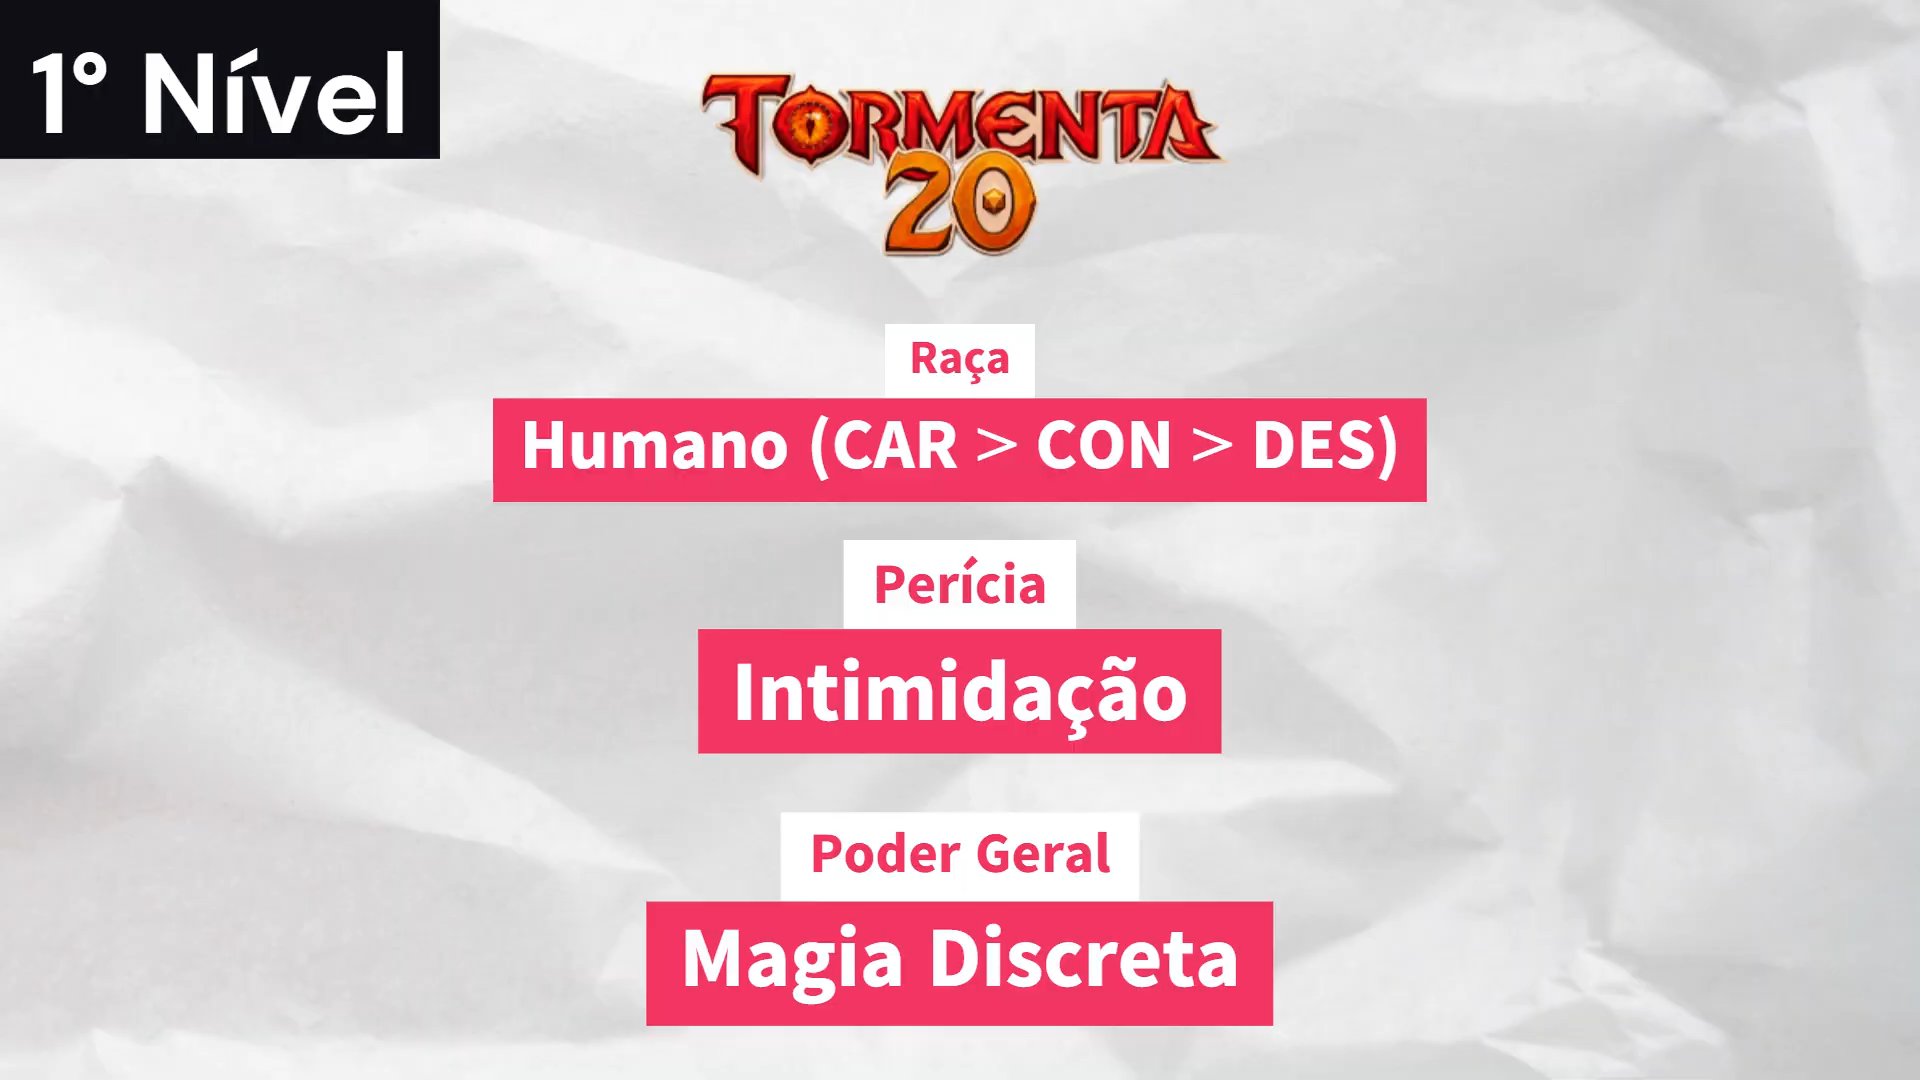 1° Nível
TORMENTA
20
Raça
Humano (CAR > CON > DES)
Perícia
Intimidação
Poder Geral
Magia Discreta